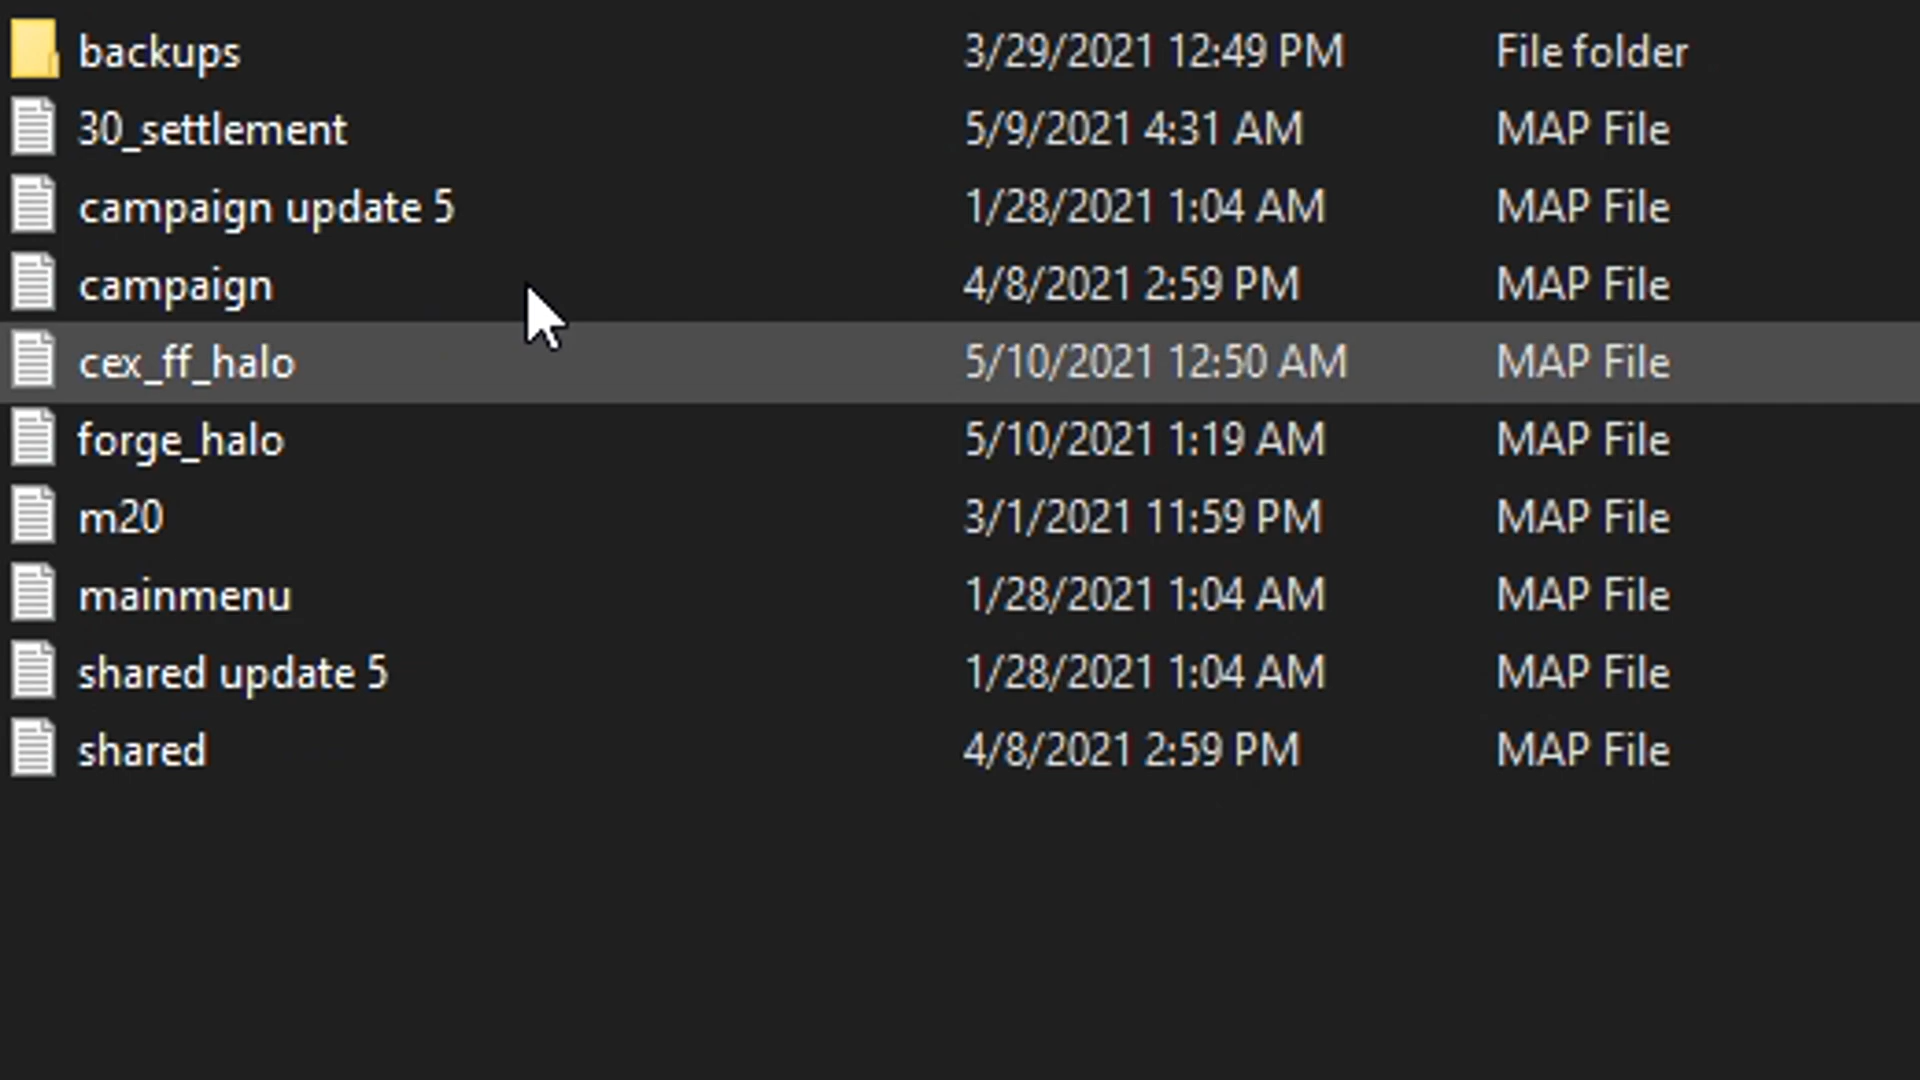 backups 3/29/2021 12:49 PM File folder
30_settlement 5/9/2021 4:31 AM MAP File
campaign update 5 1/28/2021 1:04 AM MAP File
campaign 4/8/2021 2:59 PM MAP File
cex_ff_halo 5/10/2021 12:50 AM MAP File
forge_halo 5/10/2021 1:19 AM MAP File
m20 3/1/2021 11:59 PM MAP File
mainmenu 1/28/2021 1:04 AM MAP File
shared update 5 1/28/2021 1:04 AM MAP File
shared 4/8/2021 2:59 PM MAP File